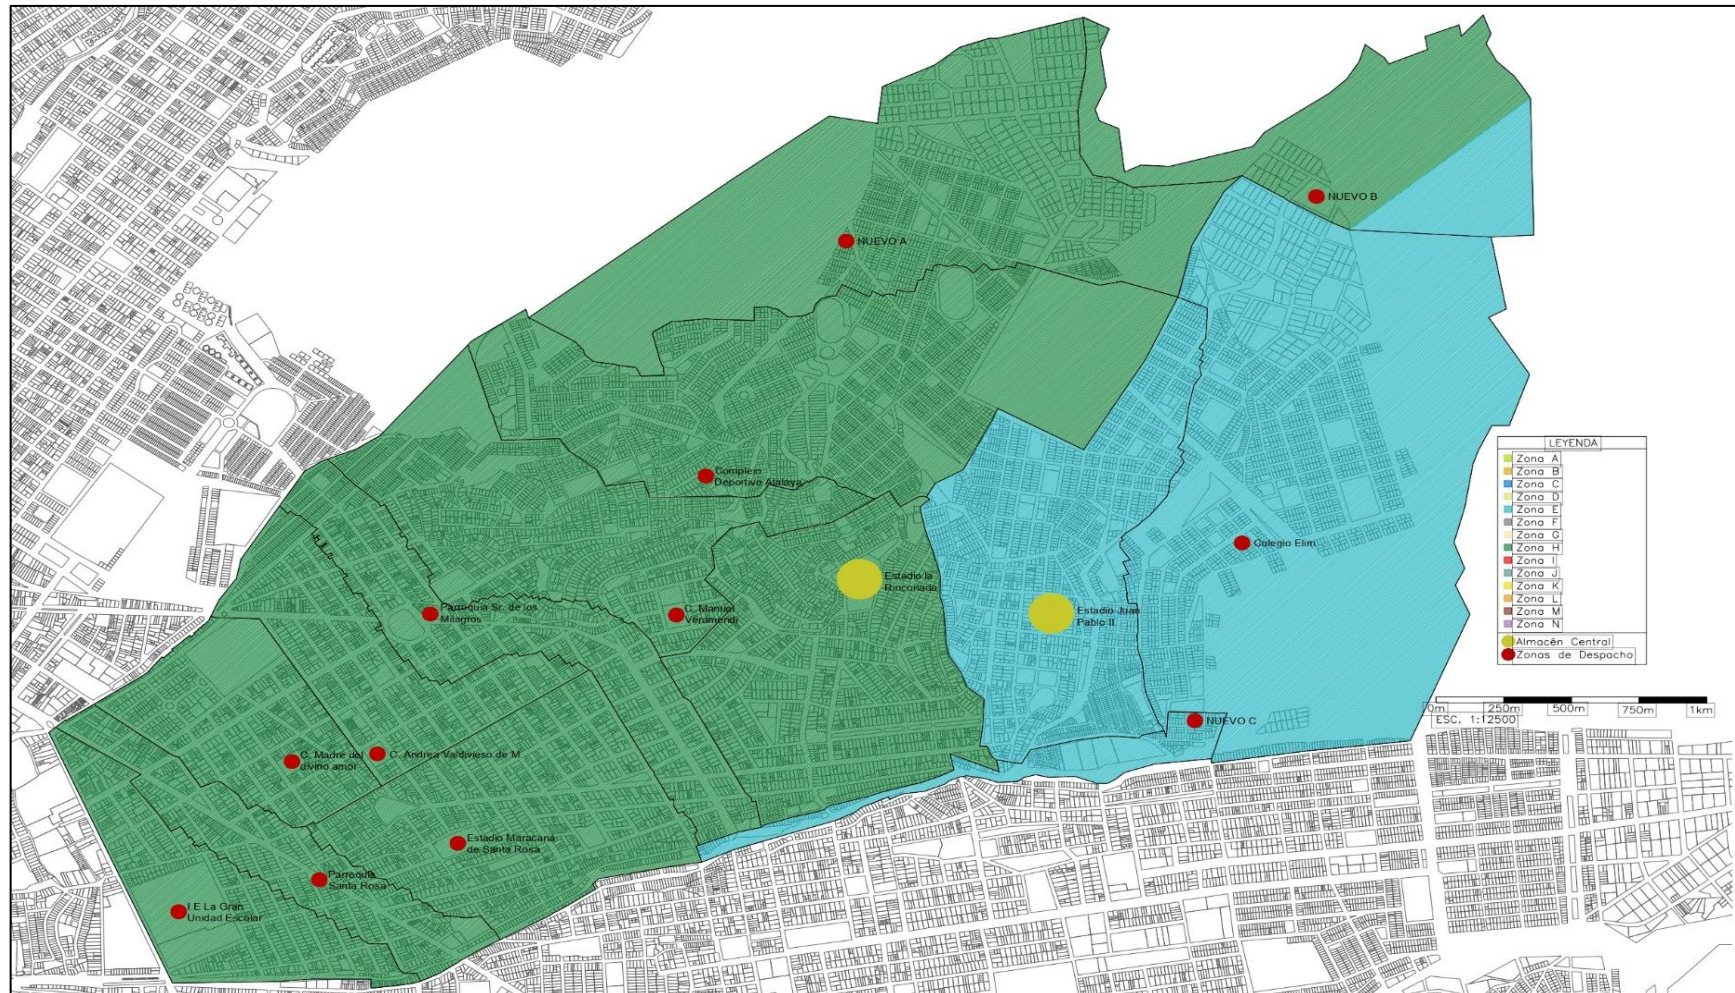 NUEVO B
NUEVO A
Complejo
Deportivo Atalaya
Colegio Elim
Estadio la
Rinconada
Parroquia Sr. de los
Milagros
C. Manuel
Veramendi
Estadio Juan
Pablo II
NUEVO C
C. Madre del
divino amor
C. Andrea Valdivieso de M
Estadio Maracana
de Santa Rosa
Parroquia
Santa Rosa
I.E La Gran
Unidad Escolar
LEYENDA
Zona A
Zona B
Zona C
Zona D
Zona E
Zona F
Zona G
Zona H
Zona I
Zona J
Zona K
Zona L
Zona M
Zona N
Almacén Central
Zonas de Despacho
0m 250m 500m 750m 1km
ESC. 1:12500